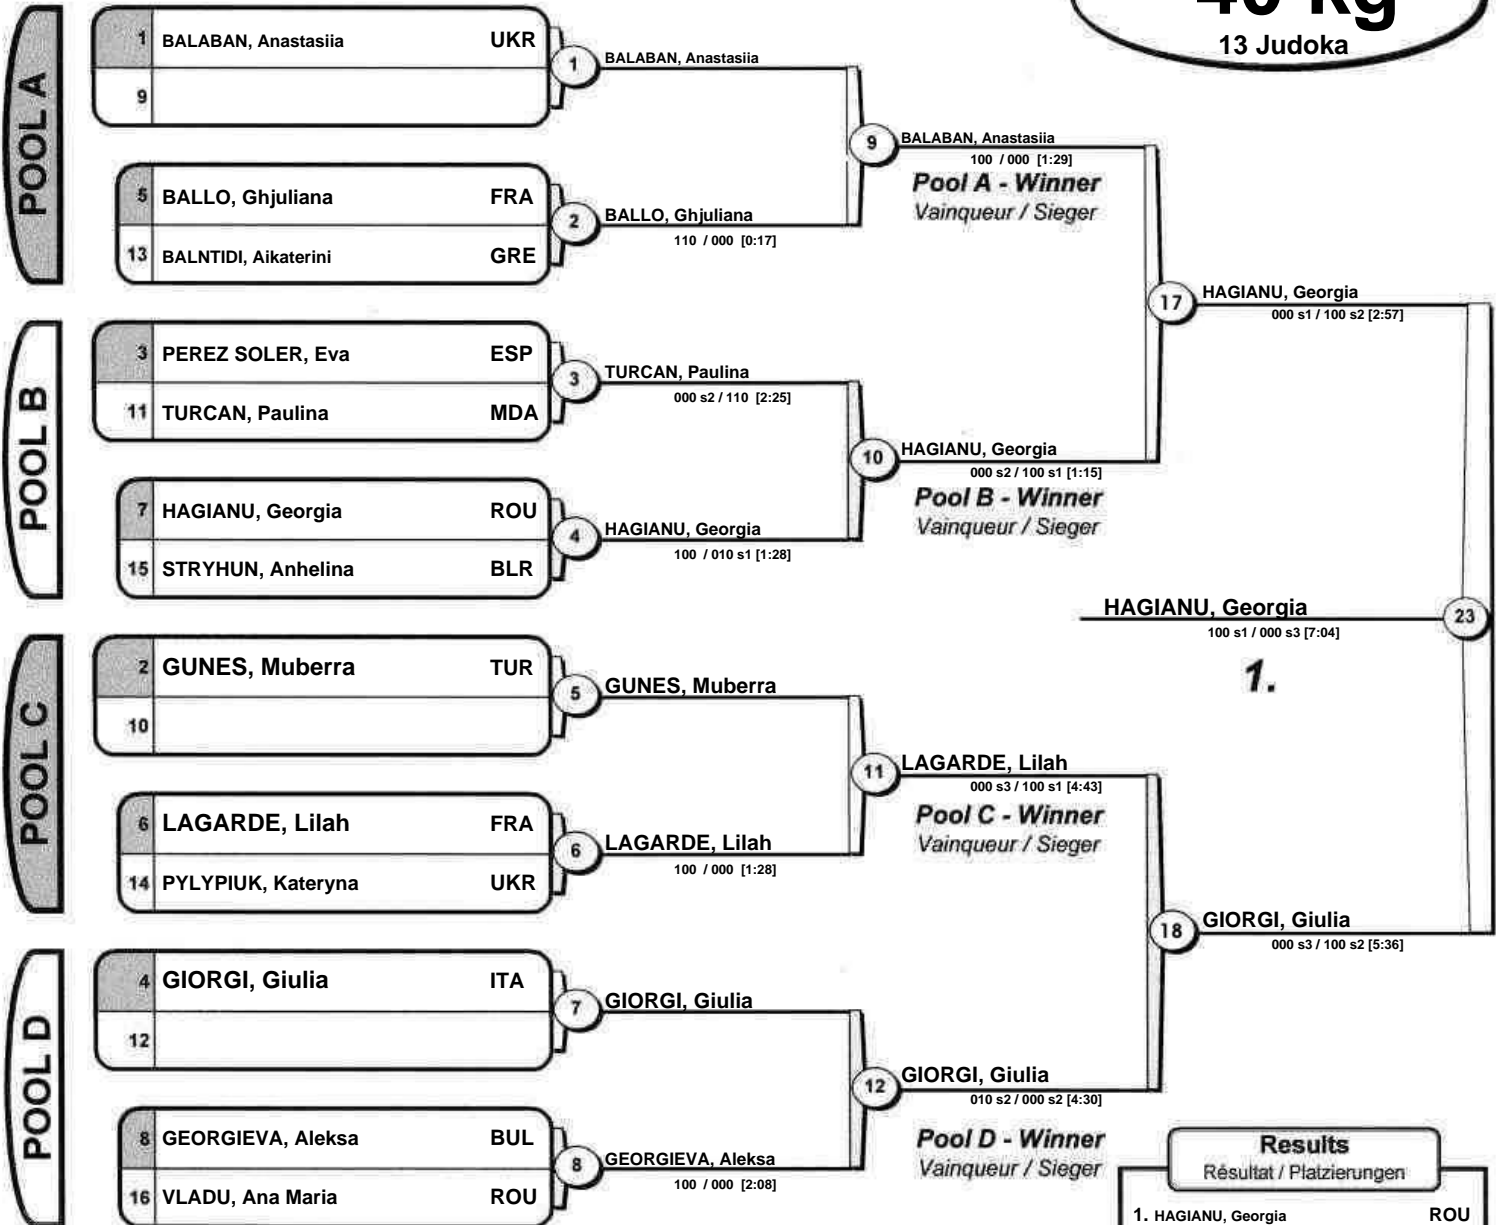 40 kg
13 Judoka
POOL A
1 BALABAN, Anastasiia UKR
9
5 BALLO, Ghjuliana FRA
13 BALNTIDI, Aikaterini GRE
1 BALABAN, Anastasiia
2 BALLO, Ghjuliana
110 / 000 [0:17]
9 BALABAN, Anastasiia
100 / 000 [1:29]
Pool A - Winner
Vainqueur / Sieger
POOL B
3 PEREZ SOLER, Eva ESP
11 TURCAN, Paulina MDA
7 HAGIANU, Georgia ROU
15 STRYHUN, Anhelina BLR
3 TURCAN, Paulina
000 s2 / 110 [2:25]
4 HAGIANU, Georgia
100 / 010 s1 [1:28]
10 HAGIANU, Georgia
000 s2 / 100 s1 [1:15]
Pool B - Winner
Vainqueur / Sieger
17 HAGIANU, Georgia
000 s1 / 100 s2 [2:57]
HAGIANU, Georgia 23
100 s1 / 000 s3 [7:04]
1.
POOL C
2 GUNES, Muberra TUR
10
6 LAGARDE, Lilah FRA
14 PYLYPIUK, Kateryna UKR
5 GUNES, Muberra
6 LAGARDE, Lilah
100 / 000 [1:28]
11 LAGARDE, Lilah
000 s3 / 100 s1 [4:43]
Pool C - Winner
Vainqueur / Sieger
18 GIORGI, Giulia
000 s3 / 100 s2 [5:36]
POOL D
4 GIORGI, Giulia ITA
12
8 GEORGIEVA, Aleksa BUL
16 VLADU, Ana Maria ROU
7 GIORGI, Giulia
8 GEORGIEVA, Aleksa
100 / 000 [2:08]
12 GIORGI, Giulia
010 s2 / 000 s2 [4:30]
Pool D - Winner
Vainqueur / Sieger
Results
Résultat / Platzierungen
1. HAGIANU, Georgia ROU